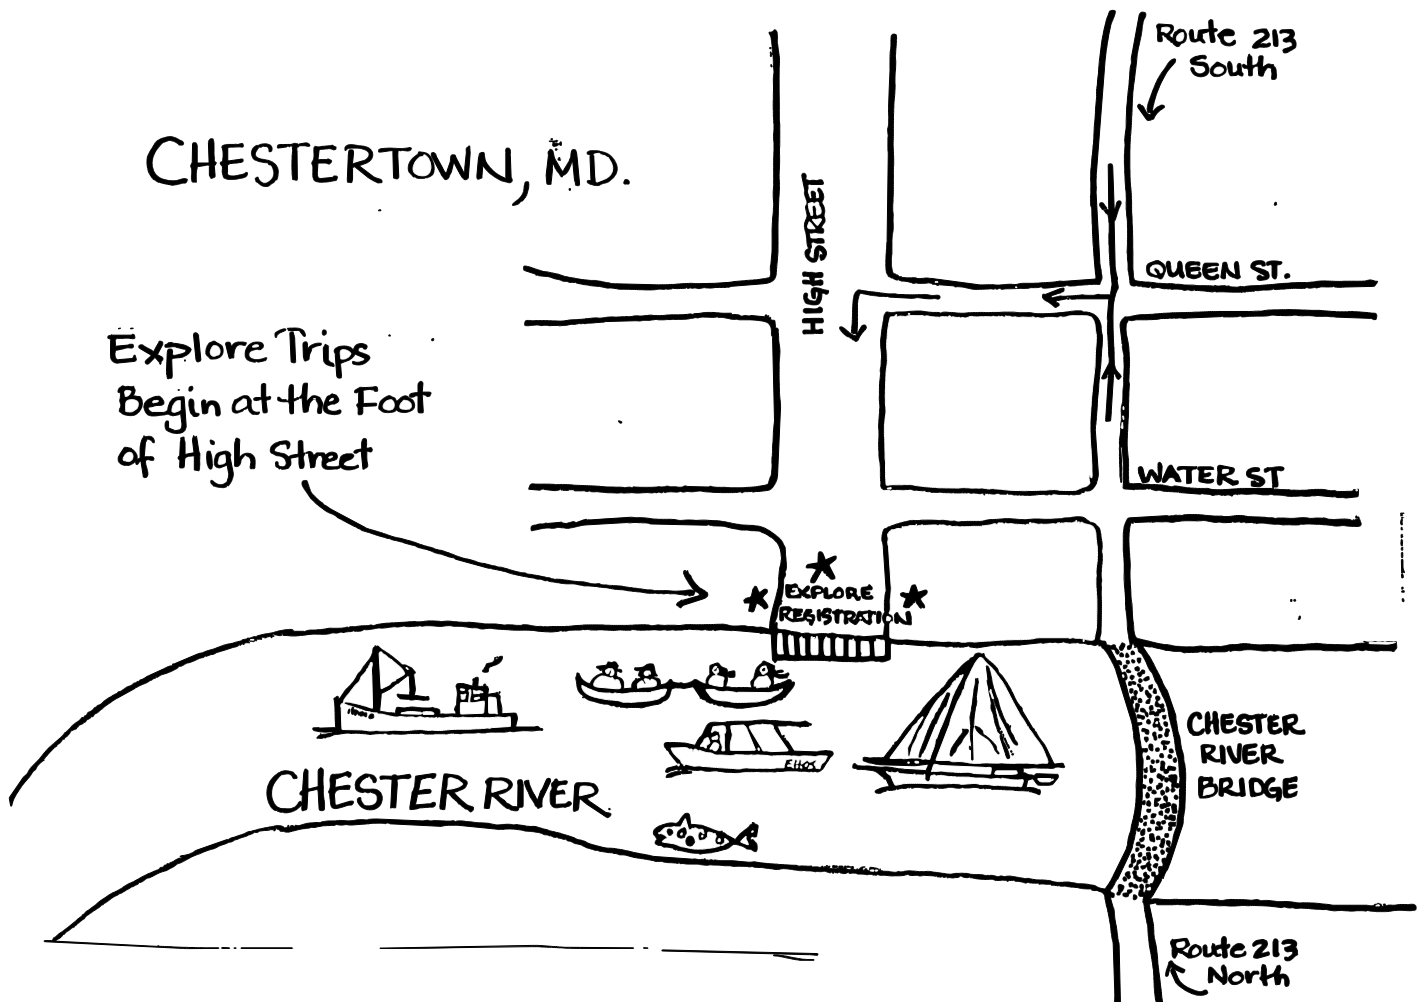 Route 213
South
CHESTERTOWN, MD.
HIGH STREET
QUEEN ST.
Explore Trips
Begin at the Foot
of High Street
WATER ST
EXPLORE
REGISTRATION
CHESTER
RIVER
BRIDGE
CHESTER RIVER
Route 213
North